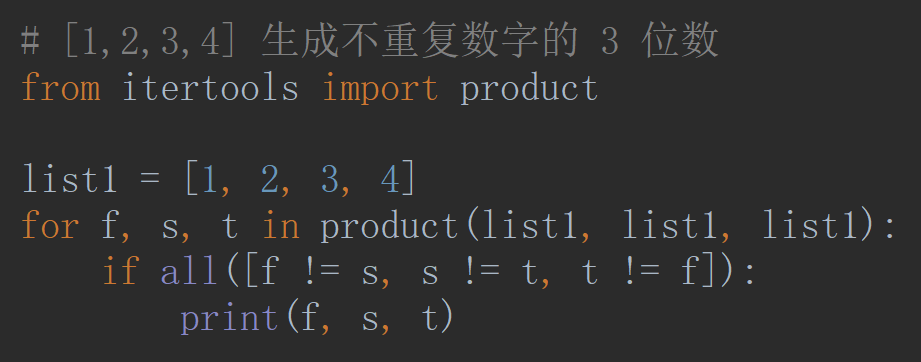 # [1,2,3,4] 生成不重复数字的 3 位数
from itertools import product
list1 = [1, 2, 3, 4]
for f, s, t in product(list1, list1, list1):
    if all([f != s, s != t, t != f]):
        print(f, s, t)